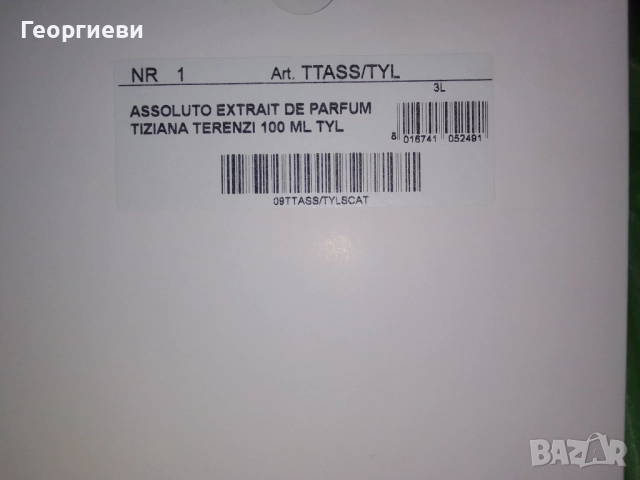 Георгиеви
NR 1 Art. TTASS/TYL
3L
ASSOLUTO EXTRAIT DE PARFUM
TIZIANA TERENZI 100 ML TYL
8 016741 052491
09TTASS/TYLSCAT
BAZAR